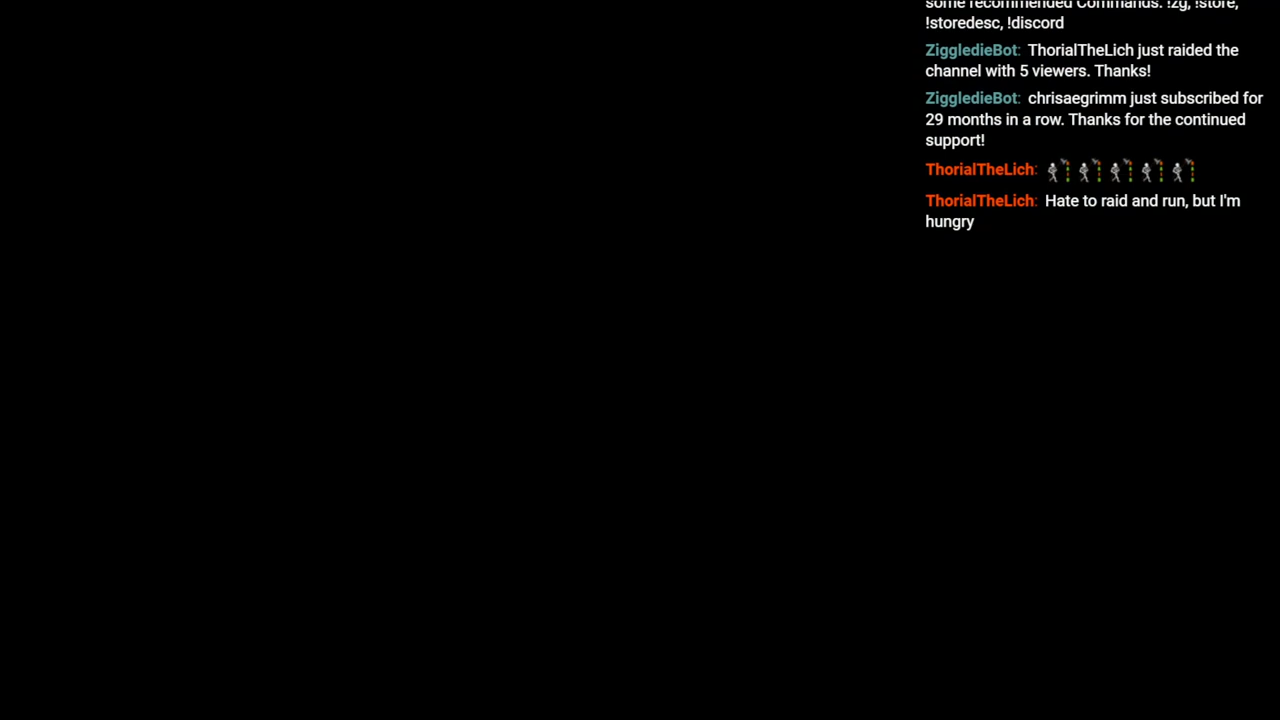 some recommended Commands. !zg, !store,
!storedesc, !discord
ZiggledieBot: ThorialTheLich just raided the
channel with 5 viewers. Thanks!
ZiggledieBot: chrisaegrimm just subscribed for
29 months in a row. Thanks for the continued
support!
ThorialTheLich:
ThorialTheLich: Hate to raid and run, but I'm
hungry